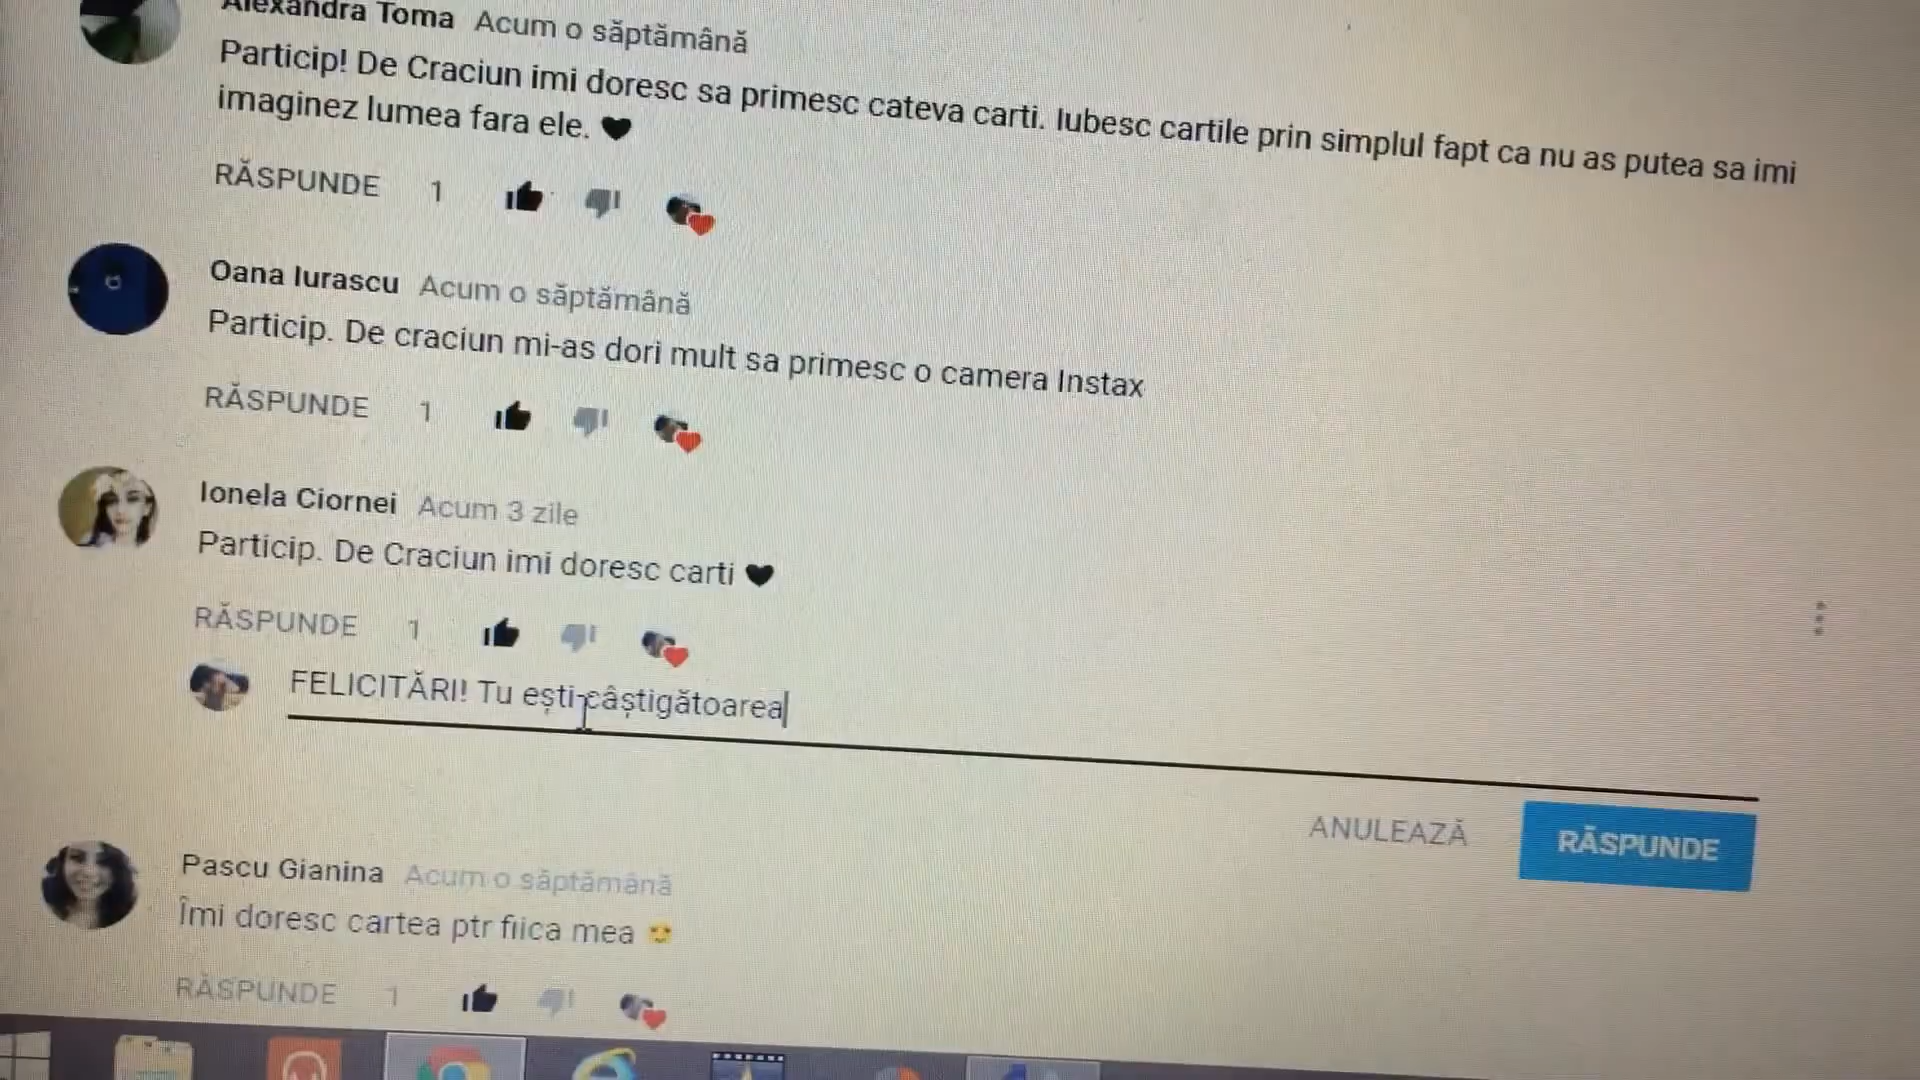 Alexandra Toma Acum o săptămână
Particip! De Craciun imi doresc sa primesc cateva carti. Iubesc cartile prin simplul fapt ca nu as putea sa imi
imaginez lumea fara ele. 🖤
RĂSPUNDE 1
Oana Iurascu Acum o săptămână
Particip. De craciun mi-as dori mult sa primesc o camera Instax
RĂSPUNDE 1
Ionela Ciornei Acum 3 zile
Particip. De Craciun imi doresc carti 🖤
RĂSPUNDE 1
FELICITĂRI! Tu ești câștigătoarea
ANULEAZĂ RĂSPUNDE
Pascu Gianina Acum o săptămână
Îmi doresc cartea ptr fiica mea 🤩
RĂSPUNDE 1